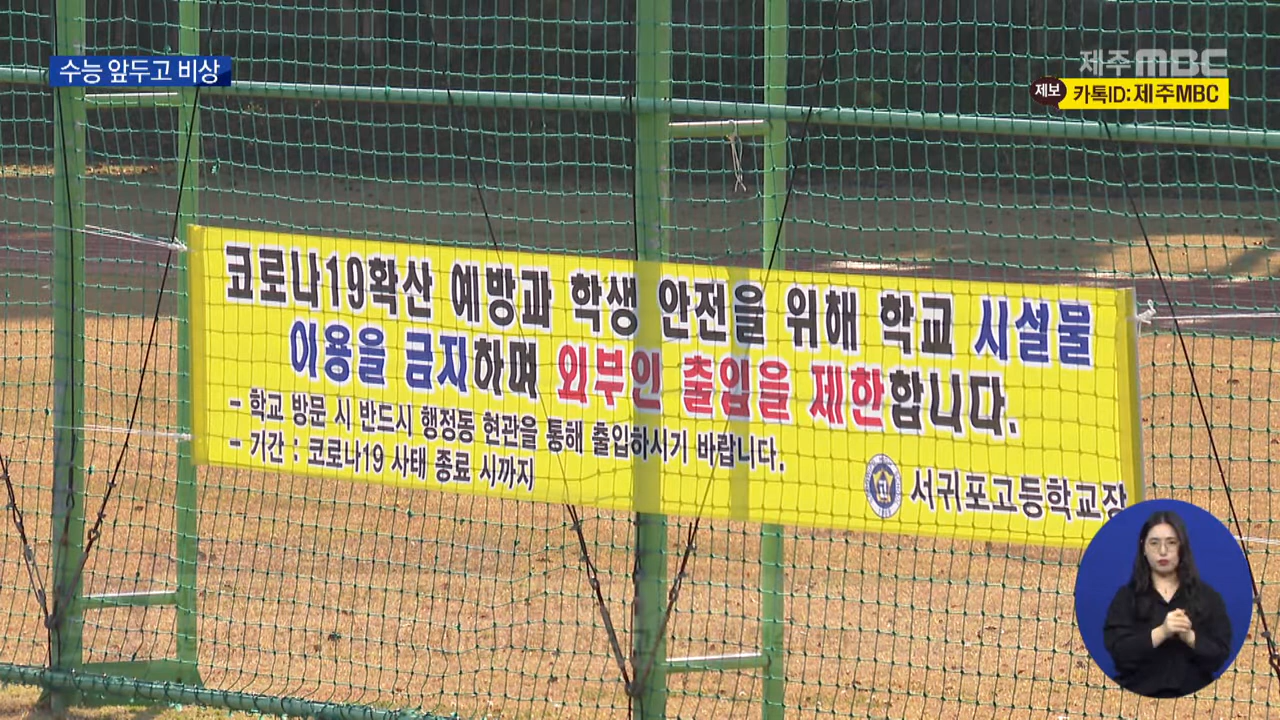 수능 앞두고 비상
제주MBC
제보 카톡ID:제주MBC
코로나19확산 예방과 학생 안전을 위해 학교 시설물
이용을 금지하며 외부인 출입을 제한합니다.
- 학교 방문 시 반드시 행정동 현관을 통해 출입하시기 바랍니다.
- 기간 : 코로나19 사태 종료 시까지
서귀포고등학교장